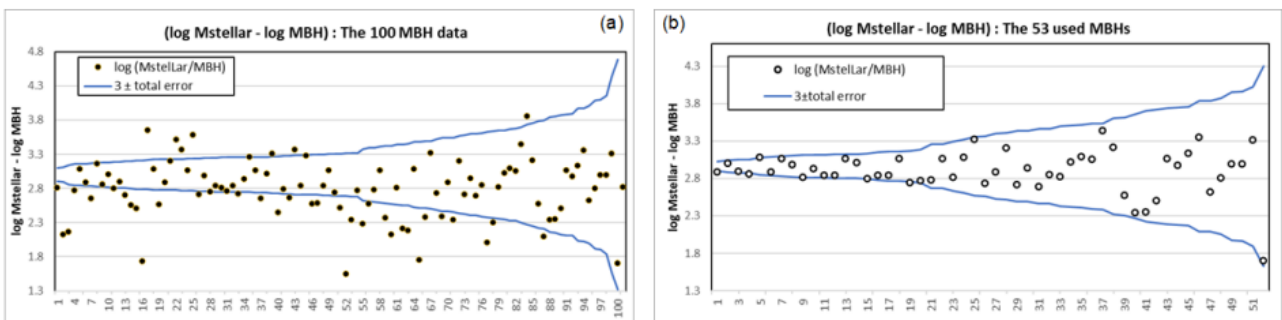 (log Mstellar - log MBH) : The 100 MBH data
(a)
log Mstellar - log MBH
4.8
4.3
3.8
3.3
2.8
2.3
1.8
1.3
log (MstelLar/MBH)
3 ± total error
1 4 7 10 13 16 19 22 25 28 31 33 36 39 42 44 46 49 52 55 58 61 64 67 70 73 76 79 82 85 88 91 94 97 100
(b)
(log Mstellar - log MBH) : The 53 used MBHs
log Mstellar - log MBH
4.3
3.8
3.3
2.8
2.3
1.8
1.3
log (MstelLar/MBH)
3±total error
1 3 5 7 9 11 13 15 17 19 21 23 25 27 29 31 33 35 37 39 41 43 45 47 49 51